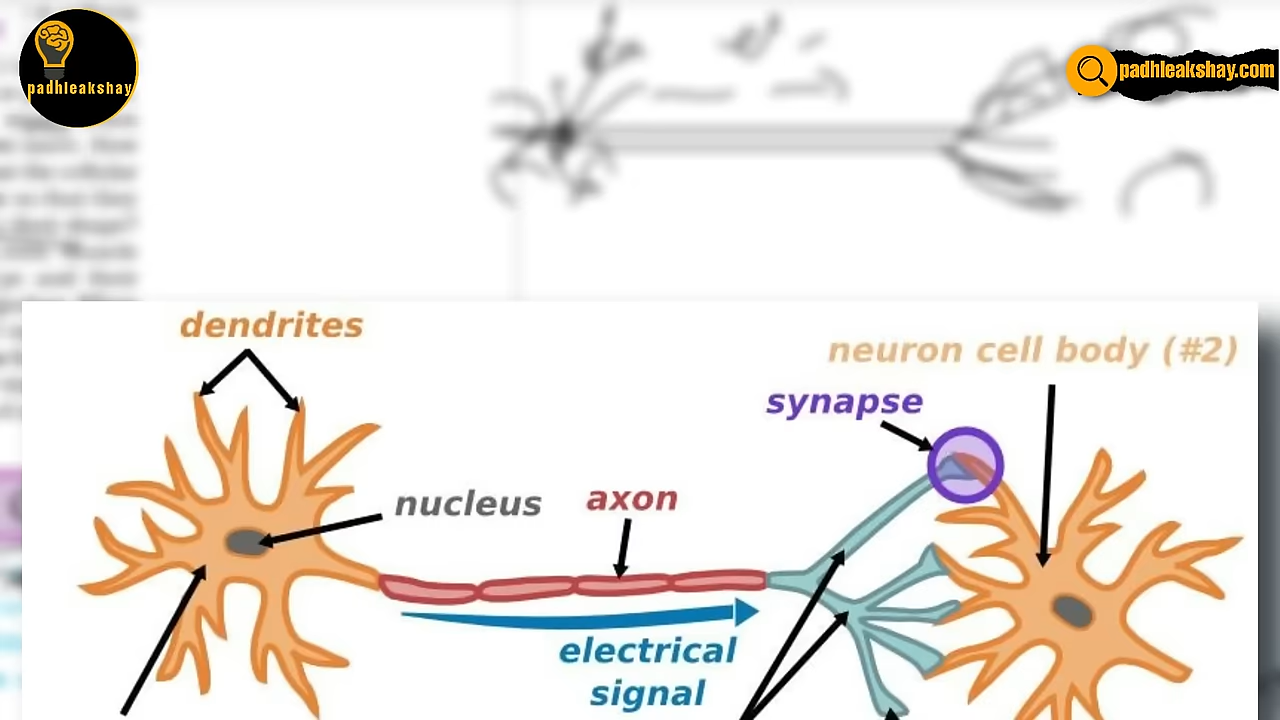 padhleakshay
padhleakshay.com
dendrites
neuron cell body (#2)
synapse
nucleus
axon
electrical
signal